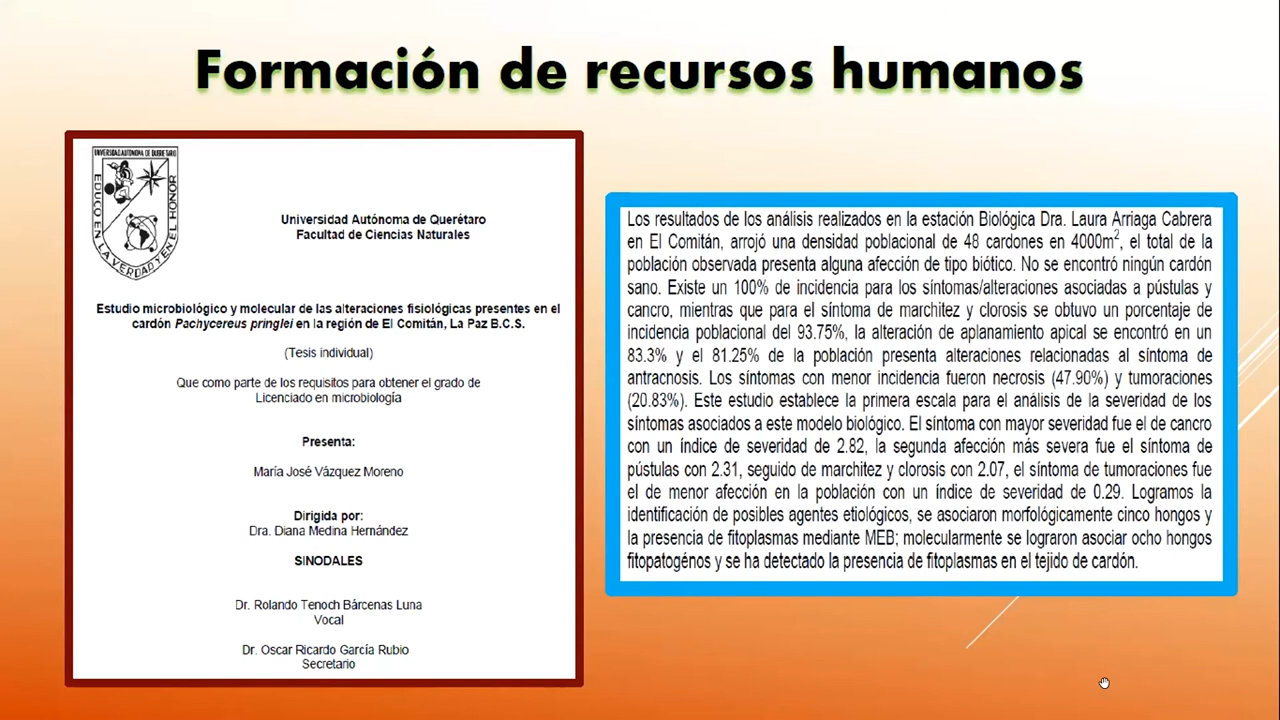 Formación de recursos humanos
UNIVERSIDAD AUTÓNOMA DE QUERÉTARO
EDUCO EN LA VERDAD Y EN EL HONOR
Universidad Autónoma de Querétaro
Facultad de Ciencias Naturales
Estudio microbiológico y molecular de las alteraciones fisiológicas presentes en el
cardón Pachycereus pringlei en la región de El Comitán, La Paz B.C.S.
(Tesis individual)
Que como parte de los requisitos para obtener el grado de
Licenciado en microbiología
Presenta:
María José Vázquez Moreno
Dirigida por:
Dra. Diana Medina Hernández
SINODALES
Dr. Rolando Tenoch Bárcenas Luna
Vocal
Dr. Oscar Ricardo García Rubio
Secretario
Los resultados de los análisis realizados en la estación Biológica Dra. Laura Arriaga Cabrera
en El Comitán, arrojó una densidad poblacional de 48 cardones en 4000m², el total de la
población observada presenta alguna afección de tipo biótico. No se encontró ningún cardón
sano. Existe un 100% de incidencia para los síntomas/alteraciones asociadas a pústulas y
cancro, mientras que para el síntoma de marchitez y clorosis se obtuvo un porcentaje de
incidencia poblacional del 93.75%, la alteración de aplanamiento apical se encontró en un
83.3% y el 81.25% de la población presenta alteraciones relacionadas al síntoma de
antracnosis. Los síntomas con menor incidencia fueron necrosis (47.90%) y tumoraciones
(20.83%). Este estudio establece la primera escala para el análisis de la severidad de los
síntomas asociados a este modelo biológico. El síntoma con mayor severidad fue el de cancro
con un índice de severidad de 2.82, la segunda afección más severa fue el síntoma de
pústulas con 2.31, seguido de marchitez y clorosis con 2.07, el síntoma de tumoraciones fue
el de menor afección en la población con un índice de severidad de 0.29. Logramos la
identificación de posibles agentes etiológicos, se asociaron morfológicamente cinco hongos y
la presencia de fitoplasmas mediante MEB; molecularmente se lograron asociar ocho hongos
fitopatogénos y se ha detectado la presencia de fitoplasmas en el tejido de cardón.